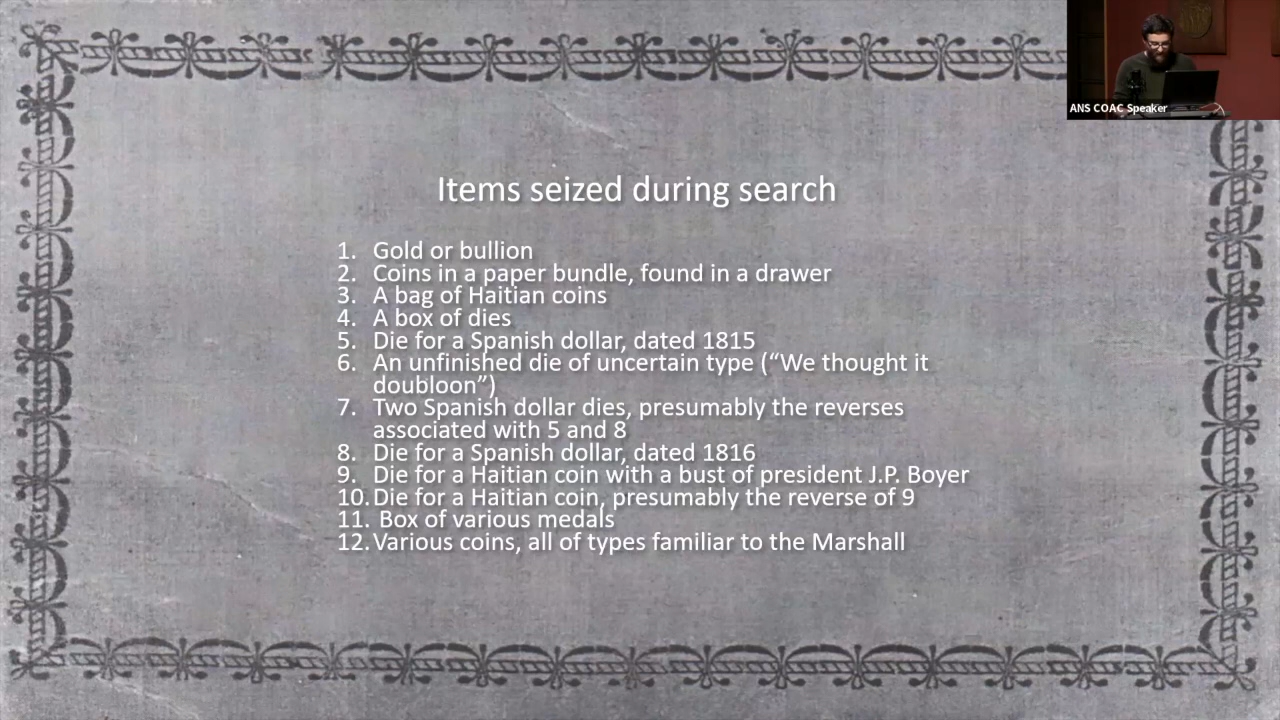 ANS COAC Speaker
Items seized during search
1. Gold or bullion
2. Coins in a paper bundle, found in a drawer
3. A bag of Haitian coins
4. A box of dies
5. Die for a Spanish dollar, dated 1815
6. An unfinished die of uncertain type (“We thought it
doubloon”)
7. Two Spanish dollar dies, presumably the reverses
associated with 5 and 8
8. Die for a Spanish dollar, dated 1816
9. Die for a Haitian coin with a bust of president J.P. Boyer
10. Die for a Haitian coin, presumably the reverse of 9
11. Box of various medals
12. Various coins, all of types familiar to the Marshall